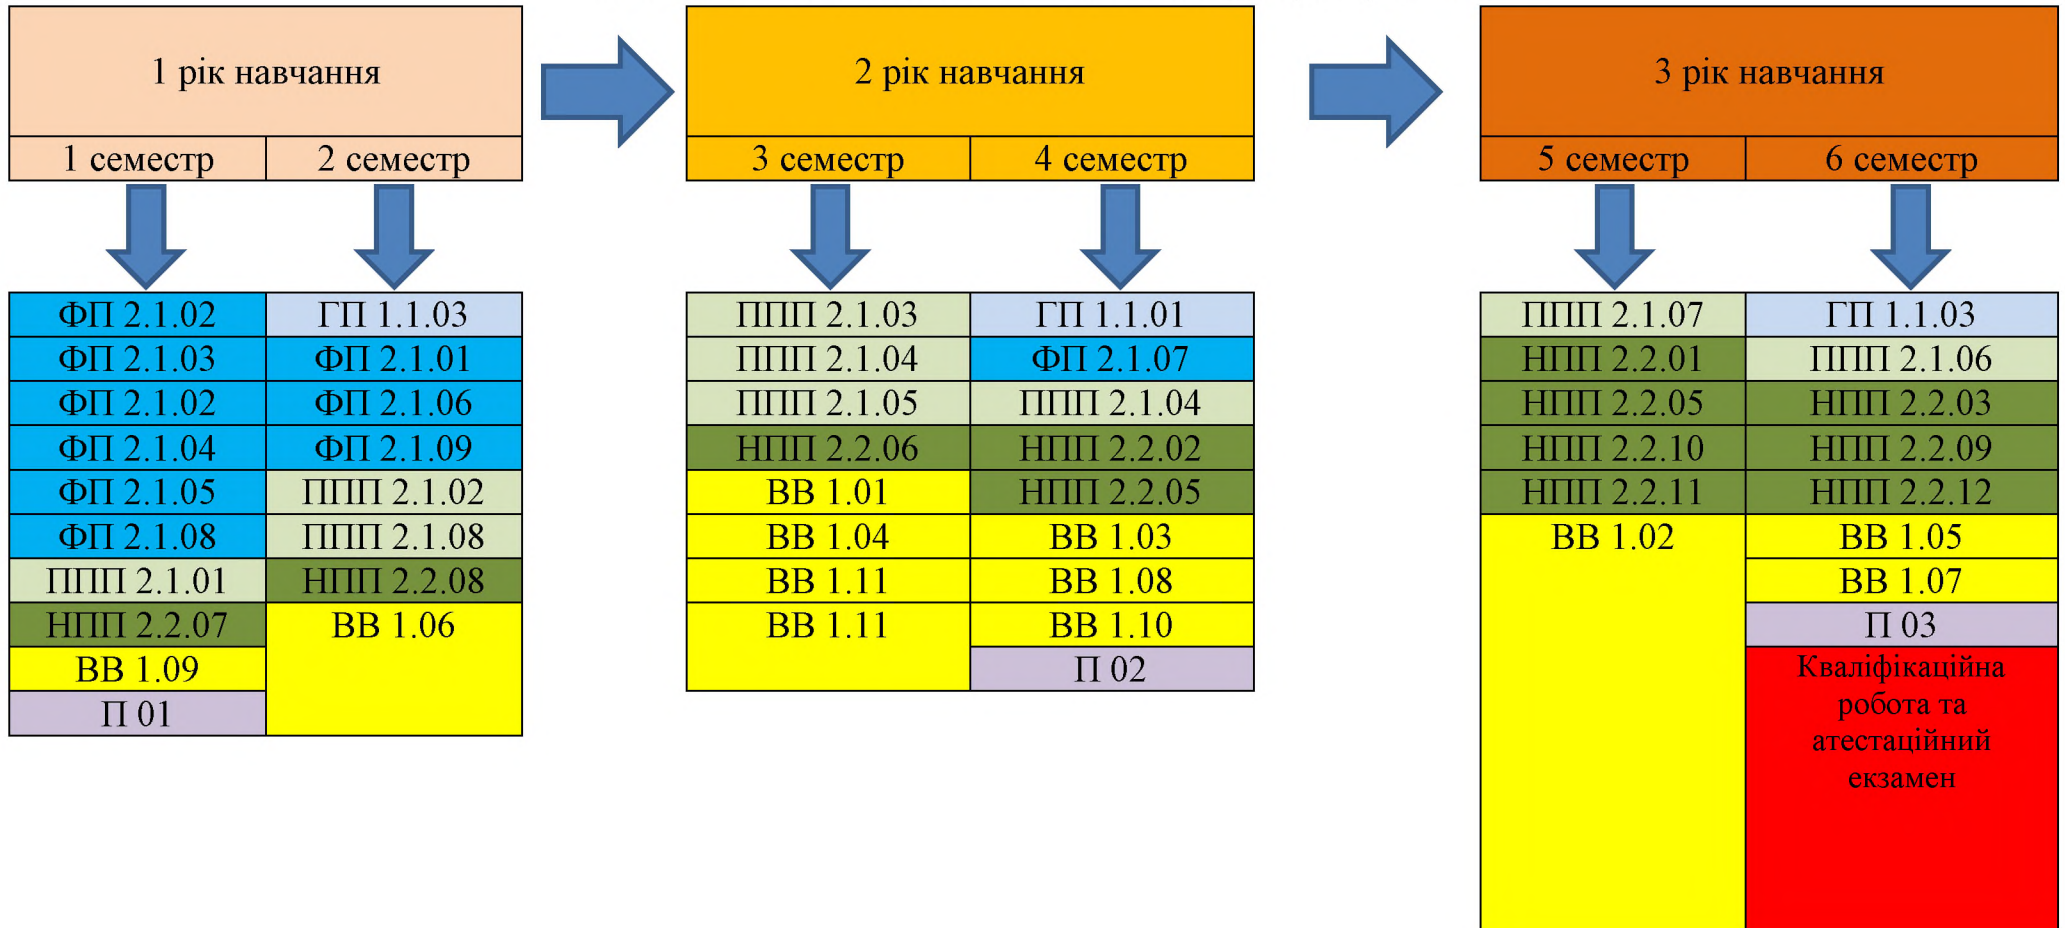 1 рік навчання
1 семестр
2 семестр
2 рік навчання
3 семестр
4 семестр
3 рік навчання
5 семестр
6 семестр
ФП 2.1.02
ГП 1.1.03
ФП 2.1.03
ФП 2.1.01
ФП 2.1.02
ФП 2.1.06
ФП 2.1.04
ФП 2.1.09
ФП 2.1.05
ППП 2.1.02
ФП 2.1.08
ППП 2.1.08
ППП 2.1.01
НПП 2.2.08
НПП 2.2.07
ВВ 1.06
ВВ 1.09
П 01
ППП 2.1.03
ГП 1.1.01
ППП 2.1.04
ФП 2.1.07
ППП 2.1.05
ППП 2.1.04
НПП 2.2.06
НПП 2.2.02
ВВ 1.01
НПП 2.2.05
ВВ 1.04
ВВ 1.03
ВВ 1.11
ВВ 1.08
ВВ 1.11
ВВ 1.10
П 02
ППП 2.1.07
ГП 1.1.03
НПП 2.2.01
ППП 2.1.06
НПП 2.2.05
НПП 2.2.03
НПП 2.2.10
НПП 2.2.09
НПП 2.2.11
НПП 2.2.12
ВВ 1.02
ВВ 1.05
ВВ 1.07
П 03
Кваліфікаційна
робота та
атестаційний
екзамен